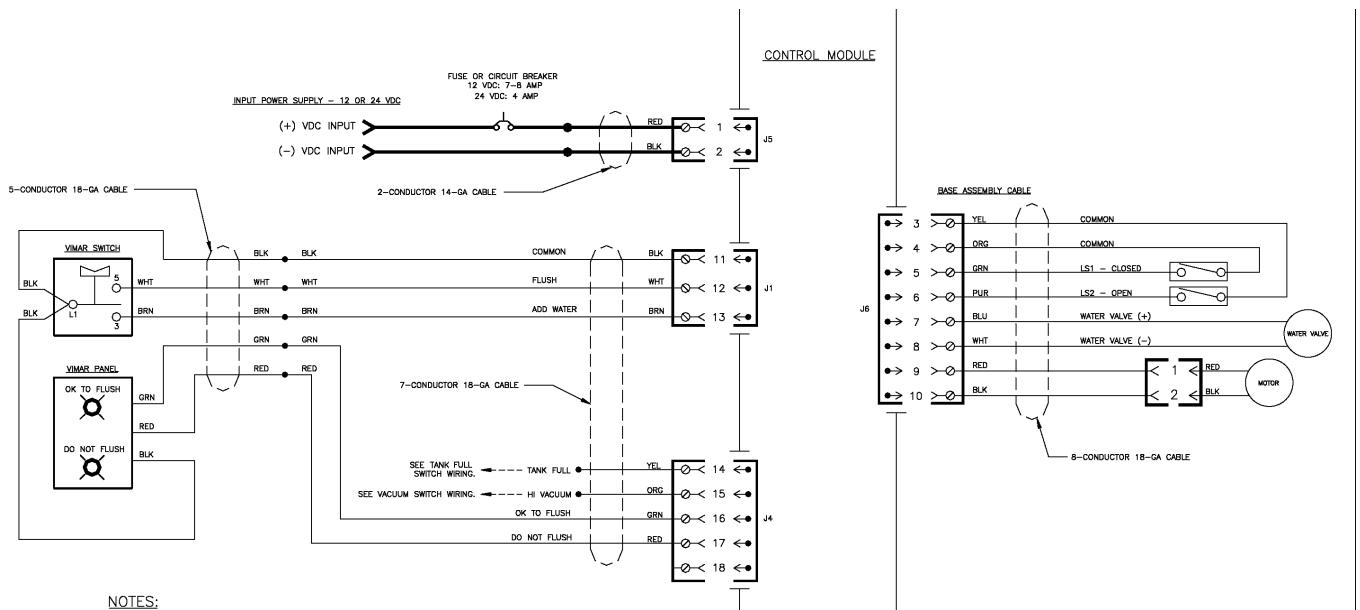 CONTROL MODULE
FUSE OR CIRCUIT BREAKER
12 VDC: 7-8 AMP
24 VDC: 4 AMP
INPUT POWER SUPPLY - 12 OR 24 VDC
(+) VDC INPUT
RED
1
(-) VDC INPUT
BLK
2
J5
2-CONDUCTOR 14-GA CABLE
5-CONDUCTOR 18-GA CABLE
VIMAR SWITCH
BLK
BLK
L1
5
3
BLK BLK COMMON BLK 11
WHT WHT WHT FLUSH WHT 12
BRN BRN BRN ADD WATER BRN 13
J1
GRN GRN
RED RED
VIMAR PANEL
OK TO FLUSH
DO NOT FLUSH
GRN
RED
BLK
7-CONDUCTOR 18-GA CABLE
SEE TANK FULL
SWITCH WIRING.
TANK FULL YEL 14
SEE VACUUM SWITCH WIRING. HI VACUUM ORG 15
OK TO FLUSH GRN 16
DO NOT FLUSH RED 17
18
J4
BASE ASSEMBLY CABLE
J6
3 YEL COMMON
4 ORG COMMON
5 GRN LS1 - CLOSED
6 PUR LS2 - OPEN
7 BLU WATER VALVE (+)
8 WHT WATER VALVE (-)
WATER VALVE
9 RED 1 RED
10 BLK 2 BLK
MOTOR
8-CONDUCTOR 18-GA CABLE
NOTES: